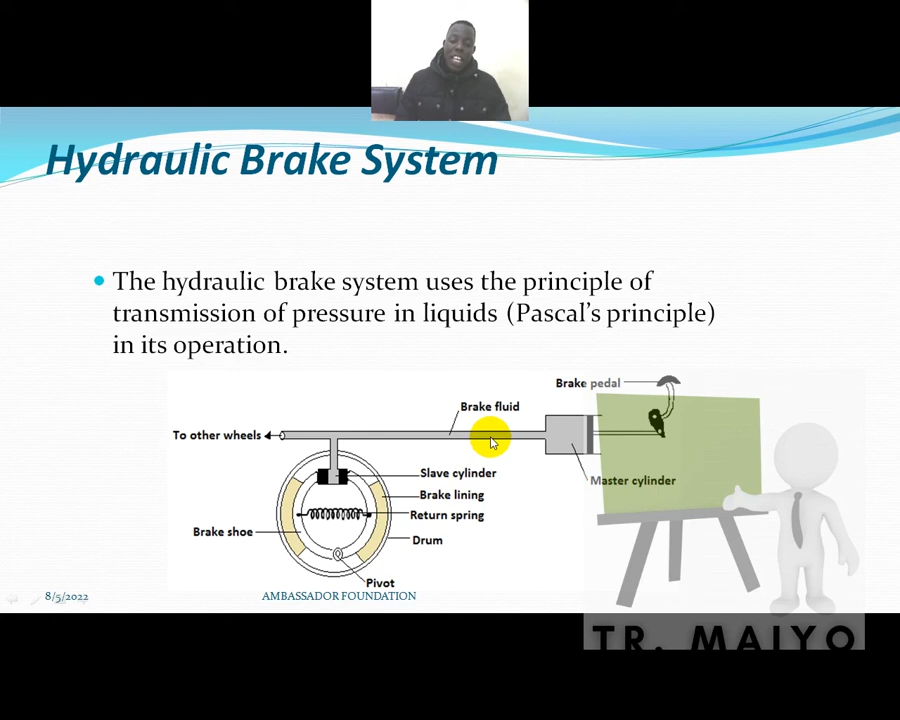 Hydraulic Brake System
The hydraulic brake system uses the principle of
transmission of pressure in liquids (Pascal's principle)
in its operation.
Brake pedal
Brake fluid
To other wheels
Slave cylinder
Master cylinder
Brake lining
Return spring
Brake shoe
Drum
Pivot
8/5/2022
AMBASSADOR FOUNDATION
TR. MAIYO